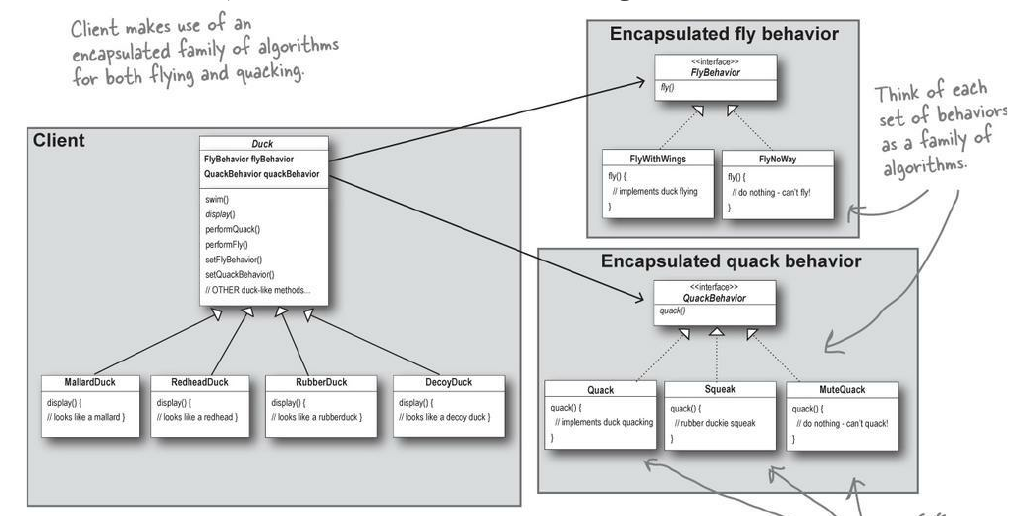 Client makes use of an
encapsulated family of algorithms
for both flying and quacking.
Encapsulated fly behavior
<<interface>>
FlyBehavior
fly()
FlyWithWings
fly() {
// implements duck flying
}
FlyNoWay
fly() {
// do nothing - can't fly!
}
Think of each
set of behaviors
as a family of
algorithms.
Client
Duck
FlyBehavior flyBehavior
QuackBehavior quackBehavior
swim()
display()
performQuack()
performFly()
setFlyBehavior()
setQuackBehavior()
// OTHER duck-like methods...
MallardDuck
display() {
// looks like a mallard }
RedheadDuck
display() {
// looks like a redhead }
RubberDuck
display() {
// looks like a rubberduck }
DecoyDuck
display() {
// looks like a decoy duck }
Encapsulated quack behavior
<<interface>>
QuackBehavior
quack()
Quack
quack() {
// implements duck quacking
}
Squeak
quack() {
// rubber duckie squeak
}
MuteQuack
quack() {
// do nothing - can't quack!
}